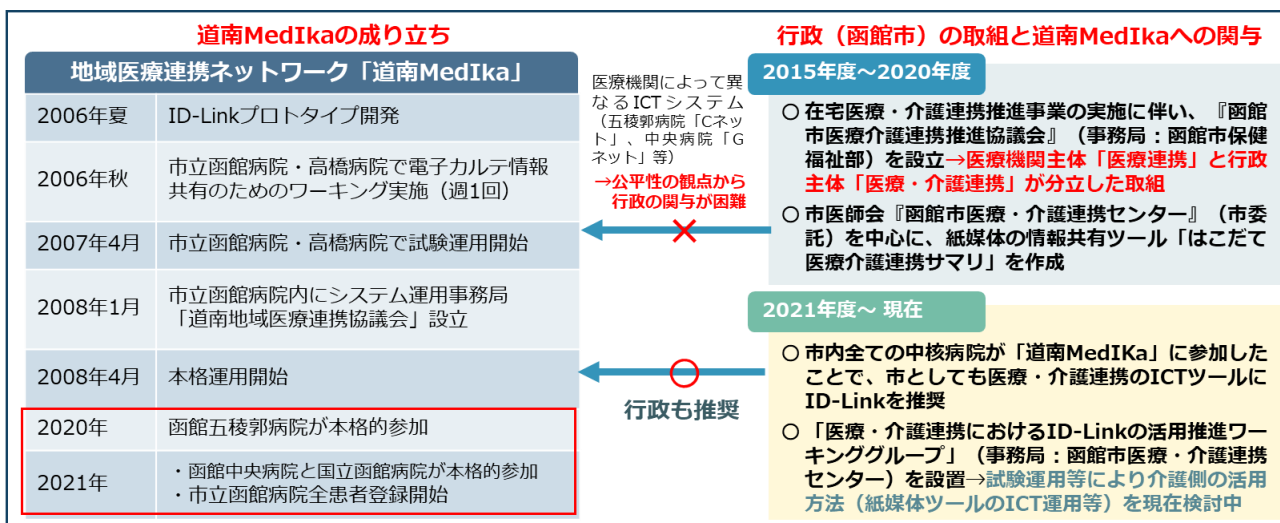 道南MedIkaの成り立ち
地域医療連携ネットワーク「道南MedIka」
2006年夏 ID-Linkプロトタイプ開発
2006年秋 市立函館病院・高橋病院で電子カルテ情報
共有のためのワーキング実施（週1回）
2007年4月 市立函館病院・高橋病院で試験運用開始
2008年1月 市立函館病院内にシステム運用事務局
「道南地域医療連携協議会」設立
2008年4月 本格運用開始
2020年 函館五稜郭病院が本格的参加
2021年 ・函館中央病院と国立函館病院が本格的参加
・市立函館病院全患者登録開始
医療機関によって異
なるICTシステム
（五稜郭病院「Cネッ
ト」、中央病院「G
ネット」等）
→公平性の観点から
行政の関与が困難
行政も推奨
行政（函館市）の取組と道南MedIkaへの関与
2015年度～2020年度
〇 在宅医療・介護連携推進事業の実施に伴い、『函館
市医療介護連携推進協議会』（事務局：函館市保健
福祉部）を設立→医療機関主体「医療連携」と行政
主体「医療・介護連携」が分立した取組
〇 市医師会『函館市医療・介護連携センター』（市委
託）を中心に、紙媒体の情報共有ツール「はこだて
医療介護連携サマリ」を作成
2021年度～ 現在
〇 市内全ての中核病院が「道南MedIKa」に参加した
ことで、市としても医療・介護連携のICTツールに
ID-Linkを推奨
〇 「医療・介護連携におけるID-Linkの活用推進ワー
キンググループ」（事務局：函館市医療・介護連携
センター）を設置→試験運用等により介護側の活用
方法（紙媒体ツールのICT運用等）を現在検討中